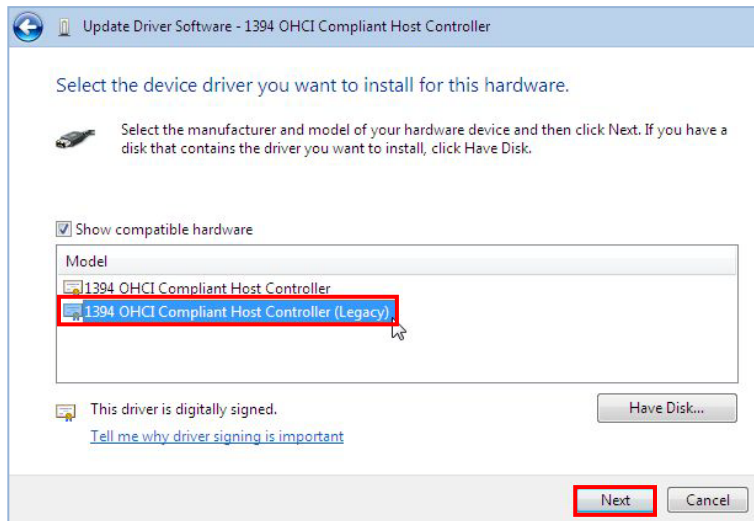 Update Driver Software - 1394 OHCI Compliant Host Controller
Select the device driver you want to install for this hardware.
Select the manufacturer and model of your hardware device and then click Next. If you have a
disk that contains the driver you want to install, click Have Disk.
Show compatible hardware
Model
1394 OHCI Compliant Host Controller
1394 OHCI Compliant Host Controller (Legacy)
This driver is digitally signed.
Have Disk...
Tell me why driver signing is important
Next
Cancel